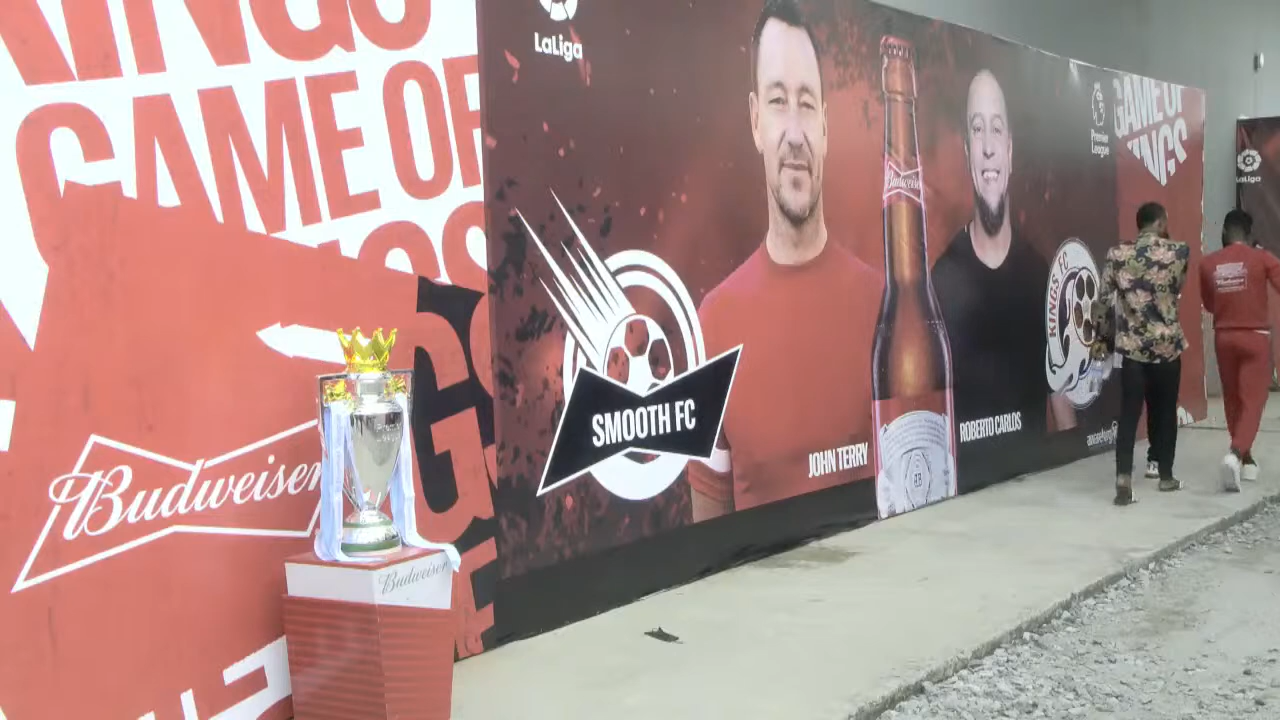 KINGS
GAME OF
KINGS
Budweiser
Budweiser
LaLiga
SMOOTH FC
JOHN TERRY
Budweiser
ROBERTO CARLOS
KINGS FC
Premier
League
GAME OF
KINGS
LaLiga